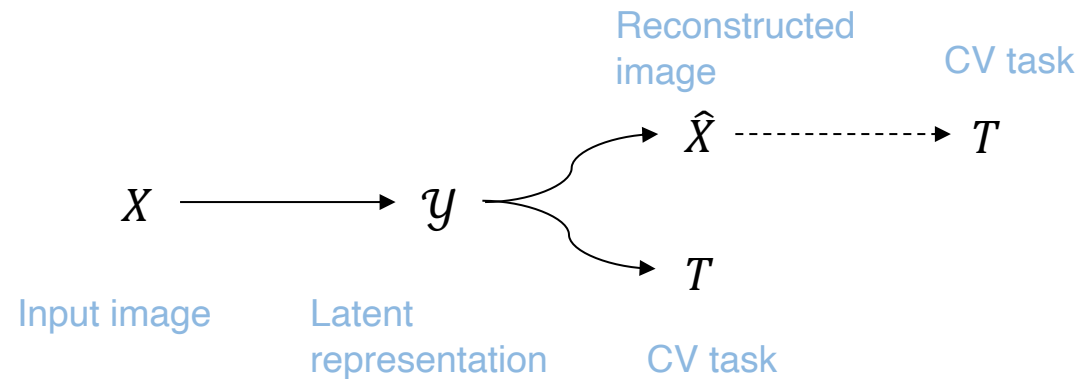 Reconstructed
image
CV task
X̂
T
X
𝒴
T
Input image
Latent
representation
CV task